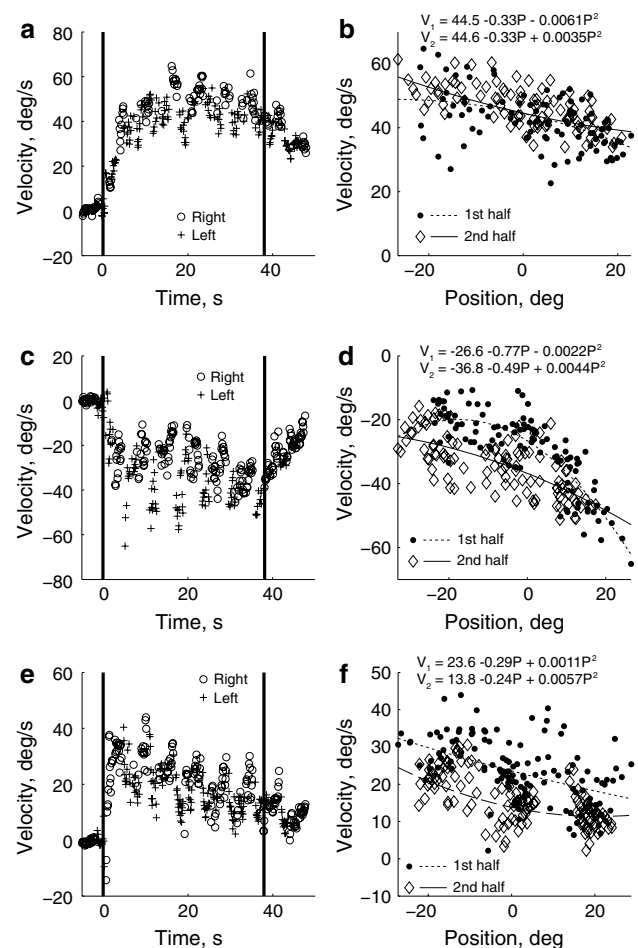 a
80
60
40
20
0
−20
Velocity, deg/s
Right
Left
0
20
40
Time, s
b
V1 = 44.5 -0.33P - 0.0061P²
V2 = 44.6 -0.33P + 0.0035P²
60
40
20
0
Velocity, deg/s
1st half
2nd half
−20
0
20
Position, deg
c
20
0
−20
−40
−60
−80
Velocity, deg/s
Right
Left
0
20
40
Time, s
d
V1 = -26.6 -0.77P - 0.0022P²
V2 = -36.8 -0.49P + 0.0044P²
0
−20
−40
−60
Velocity, deg/s
1st half
2nd half
−20
0
20
Position, deg
e
60
40
20
0
−20
Velocity, deg/s
Right
Left
0
20
40
Time, s
f
V1 = 23.6 -0.29P + 0.0011P²
V2 = 13.8 -0.24P + 0.0057P²
50
40
30
20
10
0
−10
Velocity, deg/s
1st half
2nd half
−20
0
20
Position, deg